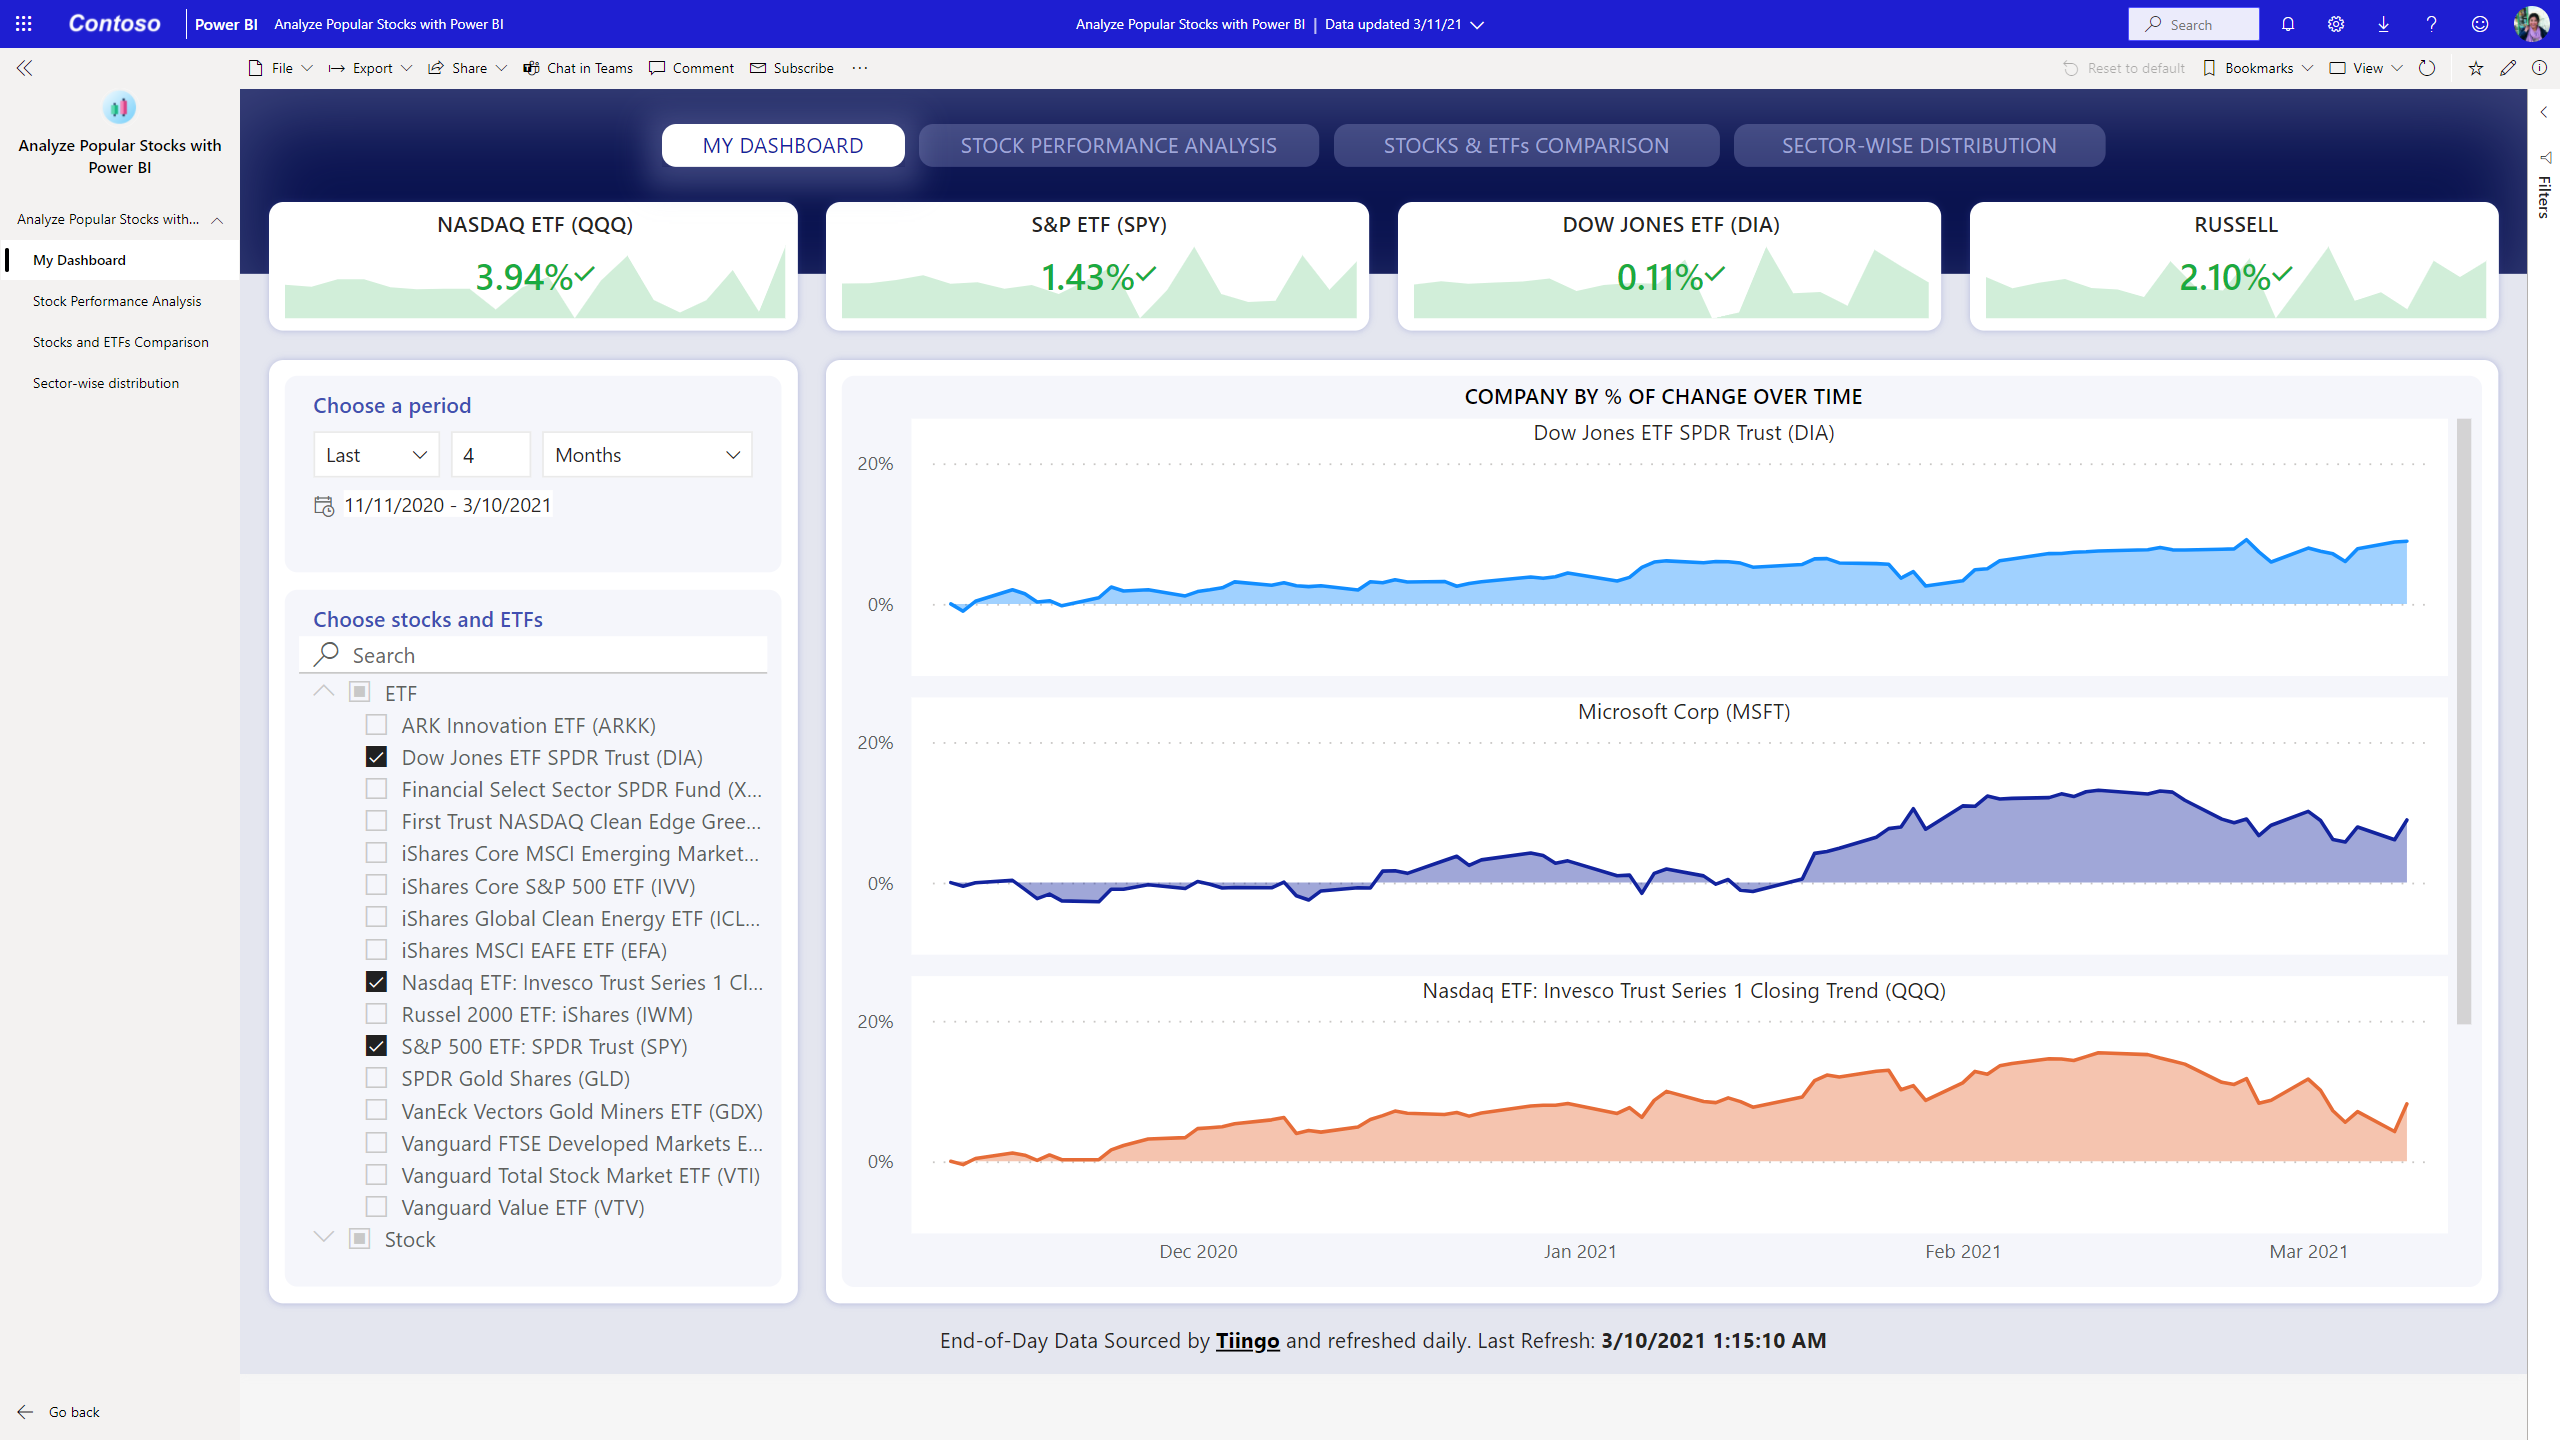 Contoso Power BI Analyze Popular Stocks with Power BI
Analyze Popular Stocks with Power BI | Data updated 3/11/21
Search
File Export Share Chat in Teams Comment Subscribe ...
Reset to default Bookmarks View
Analyze Popular Stocks with
Power BI
Analyze Popular Stocks with...
My Dashboard
Stock Performance Analysis
Stocks and ETFs Comparison
Sector-wise distribution
Go back
Filters
MY DASHBOARD STOCK PERFORMANCE ANALYSIS STOCKS & ETFs COMPARISON SECTOR-WISE DISTRIBUTION
NASDAQ ETF (QQQ)
3.94%
S&P ETF (SPY)
1.43%
DOW JONES ETF (DIA)
0.11%
RUSSELL
2.10%
Choose a period
Last 4 Months
11/11/2020 - 3/10/2021
Choose stocks and ETFs
Search
ETF
ARK Innovation ETF (ARKK)
Dow Jones ETF SPDR Trust (DIA)
Financial Select Sector SPDR Fund (X...
First Trust NASDAQ Clean Edge Gree...
iShares Core MSCI Emerging Market...
iShares Core S&P 500 ETF (IVV)
iShares Global Clean Energy ETF (ICL...
iShares MSCI EAFE ETF (EFA)
Nasdaq ETF: Invesco Trust Series 1 Cl...
Russel 2000 ETF: iShares (IWM)
S&P 500 ETF: SPDR Trust (SPY)
SPDR Gold Shares (GLD)
VanEck Vectors Gold Miners ETF (GDX)
Vanguard FTSE Developed Markets E...
Vanguard Total Stock Market ETF (VTI)
Vanguard Value ETF (VTV)
Stock
COMPANY BY % OF CHANGE OVER TIME
Dow Jones ETF SPDR Trust (DIA)
20%
0%
Microsoft Corp (MSFT)
20%
0%
Nasdaq ETF: Invesco Trust Series 1 Closing Trend (QQQ)
20%
0%
Dec 2020 Jan 2021 Feb 2021 Mar 2021
End-of-Day Data Sourced by Tiingo and refreshed daily. Last Refresh: 3/10/2021 1:15:10 AM